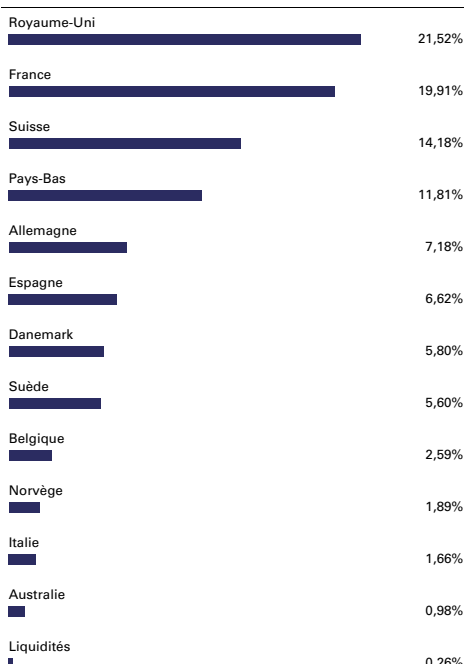 Royaume-Uni
21,52%
France
19,91%
Suisse
14,18%
Pays-Bas
11,81%
Allemagne
7,18%
Espagne
6,62%
Danemark
5,80%
Suède
5,60%
Belgique
2,59%
Norvège
1,89%
Italie
1,66%
Australie
0,98%
Liquidités
0,26%